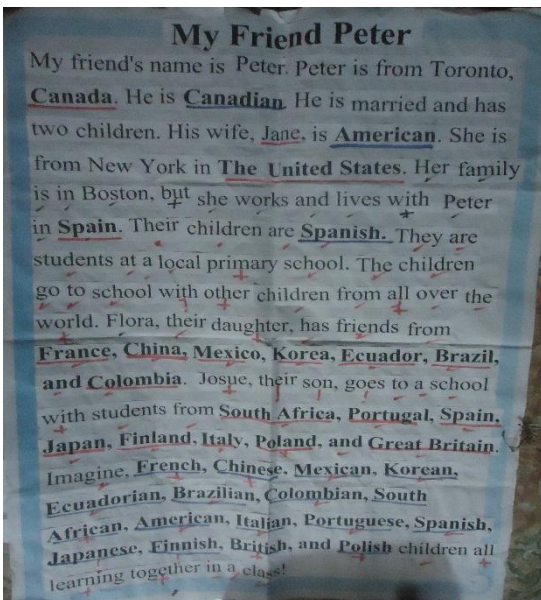 My Friend Peter
My friend's name is Peter. Peter is from Toronto,
Canada. He is Canadian. He is married and has
two children. His wife, Jane, is American. She is
from New York in The United States. Her family
is in Boston, but she works and lives with Peter
in Spain. Their children are Spanish. They are
students at a local primary school. The children
go to school with other children from all over the
world. Flora, their daughter, has friends from
France, China, Mexico, Korea, Ecuador, Brazil,
and Colombia. Josue, their son, goes to a school
with students from South Africa, Portugal, Spain,
Japan, Finland, Italy, Poland, and Great Britain.
Imagine, French, Chinese, Mexican, Korean,
Ecuadorian, Brazilian, Colombian, South
African, American, Italian, Portuguese, Spanish,
Japanese, Finnish, British, and Polish children all
learning together in a class!